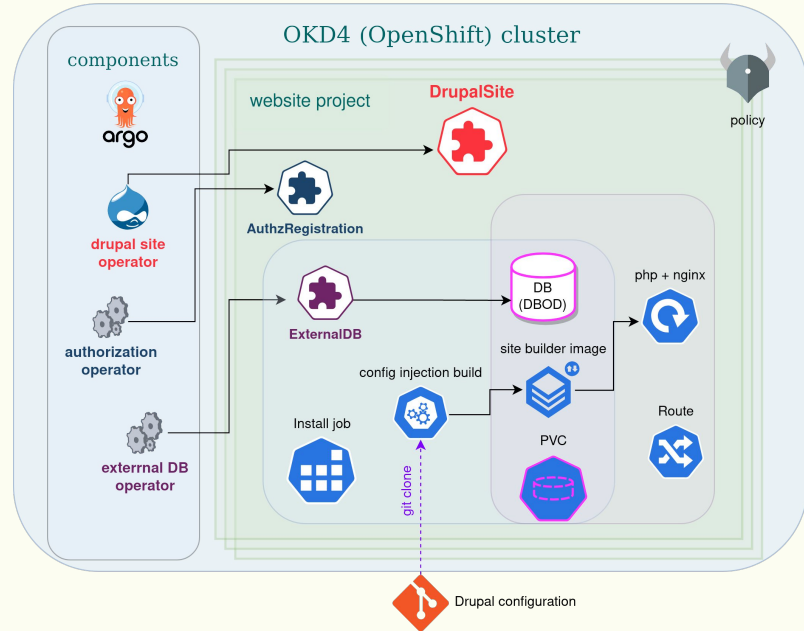 OKD4 (OpenShift) cluster
components
argo
policy
website project
DrupalSite
AuthzRegistration
drupal site
operator
DB
(DBOD)
php + nginx
ExternalDB
authorization
operator
site builder image
config injection build
Install job
Route
PVC
exterrnal DB
operator
git clone
Drupal configuration